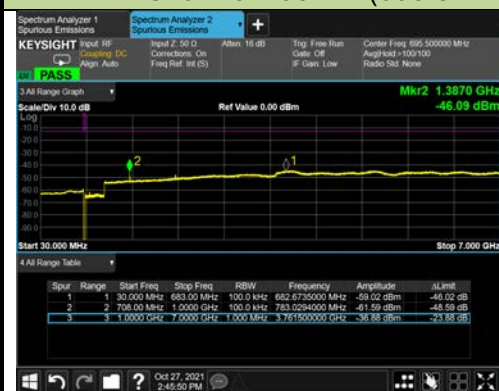 Spectrum Analyzer 1
Spurious Emissions
Spectrum Analyzer 2
Spurious Emissions
+
KEYSIGHT
Input: RF
Coupling: DC
Align: Auto
Input Z: 50 Ω
Corrections: On
Freq Ref: Int (S)
Atten: 16 dB
Trig: Free Run
Gate: Off
IF Gain: Low
Center Freq: 695.500000 MHz
Avg|Hold:>100/100
Radio Std: None
PASS
3 All Range Graph
Mkr2 1.3870 GHz
Scale/Div 10.0 dB
Ref Value 0.00 dBm
-46.09 dBm
Log
-10.0
-20.0
-30.0
-40.0
-50.0
-60.0
-70.0
-80.0
-90.0
2
1
Start 30.000 MHz
Stop 7.000 GHz
4 All Range Table
Spur Range Start Freq Stop Freq RBW Frequency Amplitude ΔLimit
1 1 30.000 MHz 683.00 MHz 100.0 kHz 682.6735000 MHz -59.02 dBm -46.02 dB
2 2 708.00 MHz 1.0000 GHz 100.0 kHz 783.0294000 MHz -61.59 dBm -48.59 dB
3 3 1.0000 GHz 7.0000 GHz 1.000 MHz 3.761500000 GHz -36.88 dBm -23.88 dB
?
Oct 27, 2021
2:45:50 PM